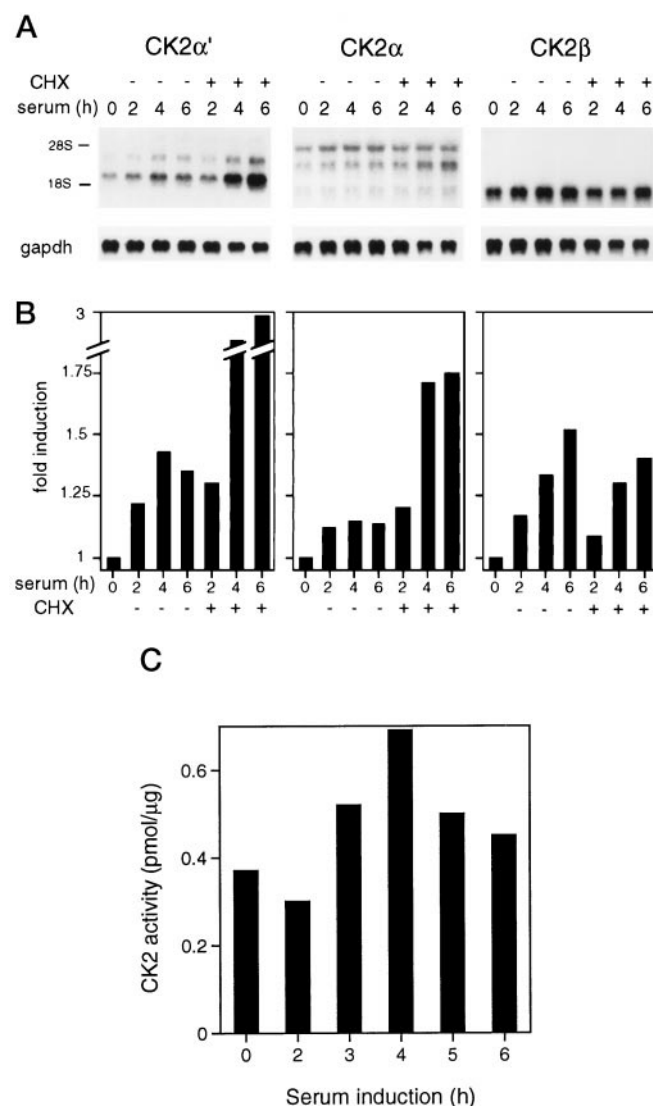 A
CK2α' CK2α CK2β
CHX - - - + + + - - - + + + - - - + + +
serum (h) 0 2 4 6 2 4 6 0 2 4 6 2 4 6 0 2 4 6 2 4 6
28S
18S
gapdh
B
fold induction
3
1.75
1.5
1.25
1
serum (h) 0 2 4 6 2 4 6 0 2 4 6 2 4 6 0 2 4 6 2 4 6
CHX - - - + + + - - - + + + - - - + + +
C
CK2 activity (pmol/μg)
0.6
0.4
0.2
0
0 2 3 4 5 6
Serum induction (h)